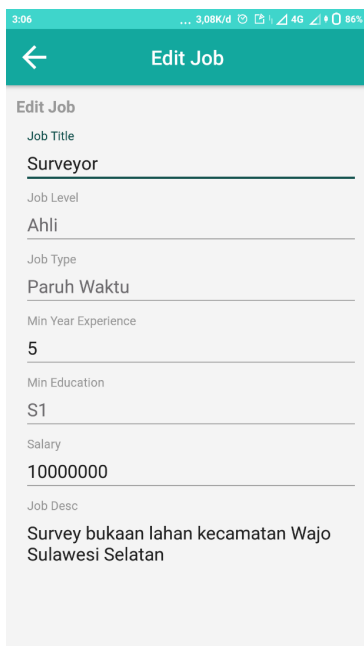 3:06 ... 3,08K/d 4G 86%
Edit Job
Edit Job
Job Title
Surveyor
Job Level
Ahli
Job Type
Paruh Waktu
Min Year Experience
5
Min Education
S1
Salary
10000000
Job Desc
Survey bukaan lahan kecamatan Wajo
Sulawesi Selatan